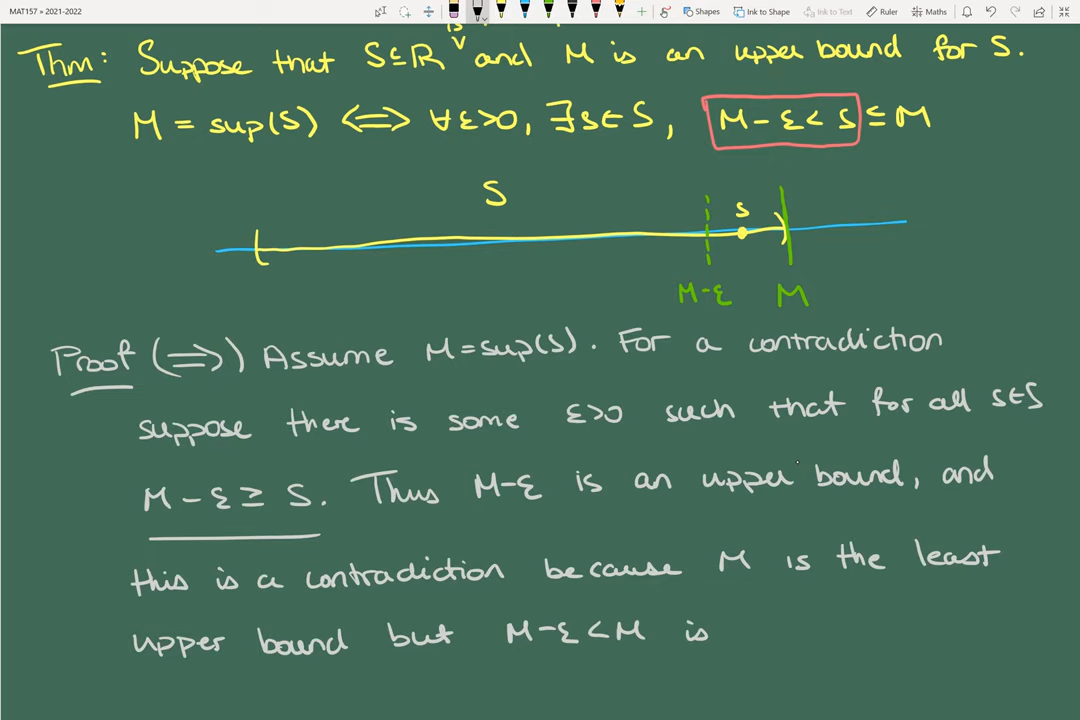 MAT157 » 2021-2022
Shapes
Ink to Shape
Ink to Text
Ruler
Maths
is
Thm: Suppose that S⊆ℝ ∨ and M is an upper bound for S.
M = sup(S) ⟺ ∀ε>0, ∃s∈S, M-ε<s≤M
S
s
M-ε M
Proof (⟹) Assume M=sup(S). For a contradiction
suppose there is some ε>0 such that for all s∈S
M-ε≥s. Thus M-ε is an upper bound, and
this is a contradiction because M is the least
upper bound but M-ε<M is